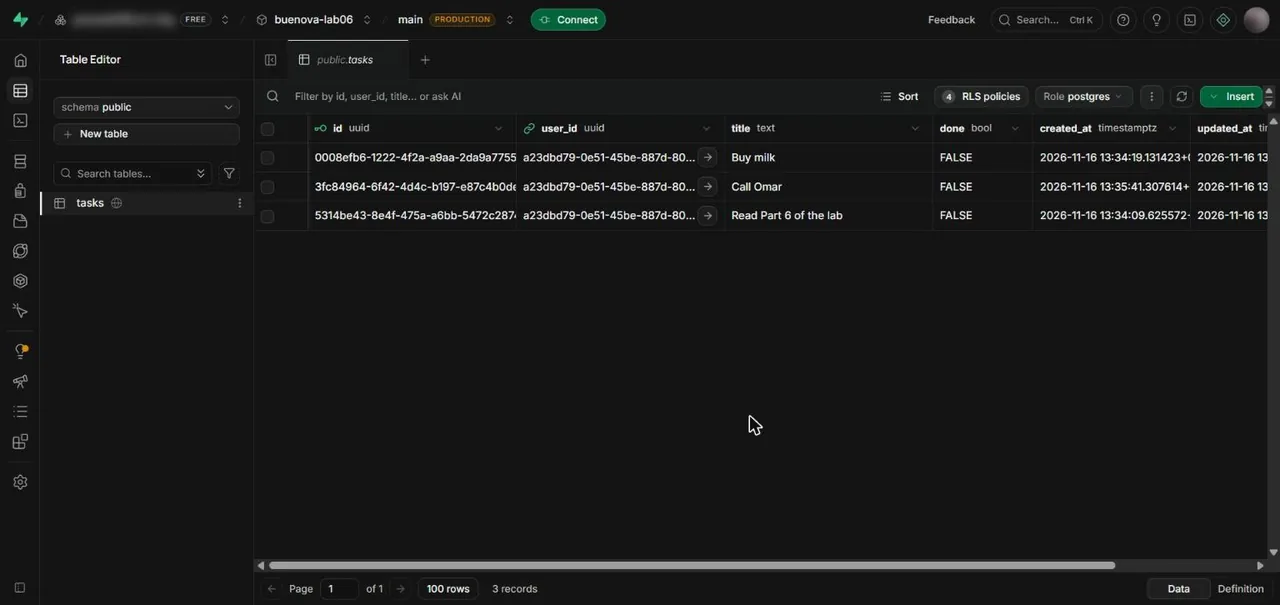 FREE buenova-lab06 main PRODUCTION Connect Feedback Search... Ctrl K
Table Editor
public.tasks
schema public
New table
Search tables...
tasks
Filter by id, user_id, title... or ask AI Sort 4 RLS policies Role postgres Insert
id uuid user_id uuid title text done bool created_at timestamptz updated_at
0008efb6-1222-4f2a-a9aa-2da9a7755 a23dbd79-0e51-45be-887d-80... Buy milk FALSE 2026-11-16 13:34:19.131423+0 2026-11-16 13
3fc84964-6f42-4d4c-b197-e87c4b0de a23dbd79-0e51-45be-887d-80... Call Omar FALSE 2026-11-16 13:35:41.307614+ 2026-11-16 13
5314be43-8e4f-475a-a6bb-5472c287 a23dbd79-0e51-45be-887d-80... Read Part 6 of the lab FALSE 2026-11-16 13:34:09.625572- 2026-11-16 13
Page 1 of 1 100 rows 3 records Data Definition